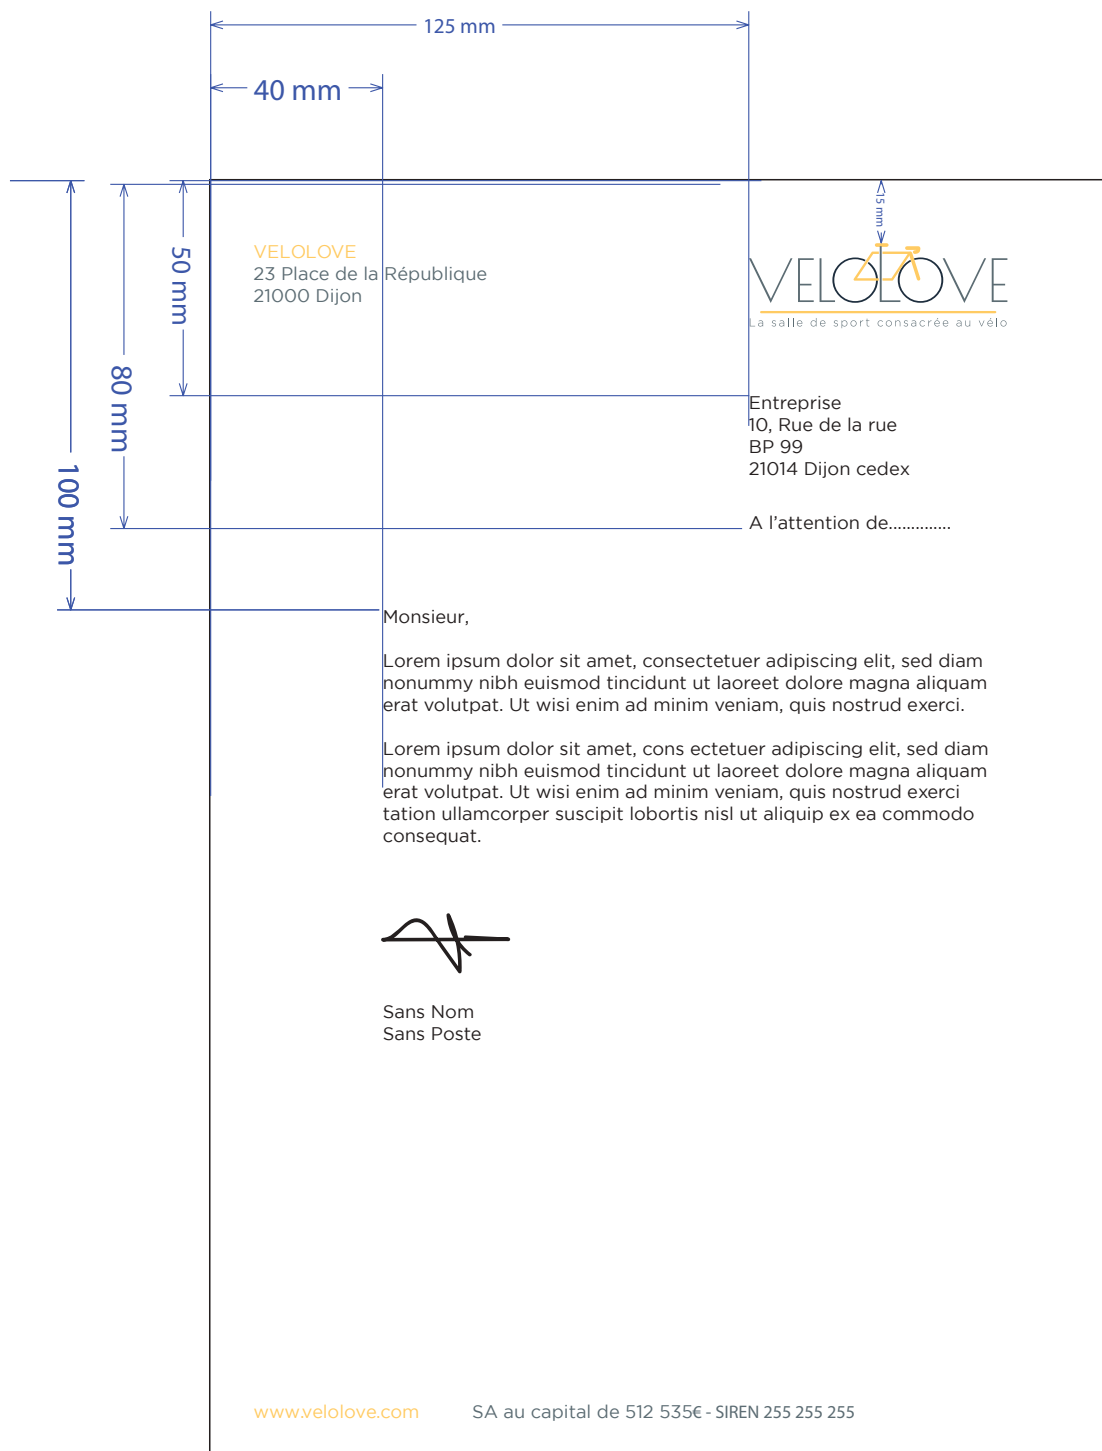 125 mm
40 mm
15 mm
50 mm
80 mm
100 mm
VELOLOVE
23 Place de la République
21000 Dijon
VELOLOVE
La salle de sport consacrée au vélo
Entreprise
10, Rue de la rue
BP 99
21014 Dijon cedex
A l'attention de..............
Monsieur,
Lorem ipsum dolor sit amet, consectetuer adipiscing elit, sed diam
nonummy nibh euismod tincidunt ut laoreet dolore magna aliquam
erat volutpat. Ut wisi enim ad minim veniam, quis nostrud exerci.
Lorem ipsum dolor sit amet, cons ectetuer adipiscing elit, sed diam
nonummy nibh euismod tincidunt ut laoreet dolore magna aliquam
erat volutpat. Ut wisi enim ad minim veniam, quis nostrud exerci
tation ullamcorper suscipit lobortis nisl ut aliquip ex ea commodo
consequat.
Sans Nom
Sans Poste
www.velolove.com SA au capital de 512 535€ - SIREN 255 255 255